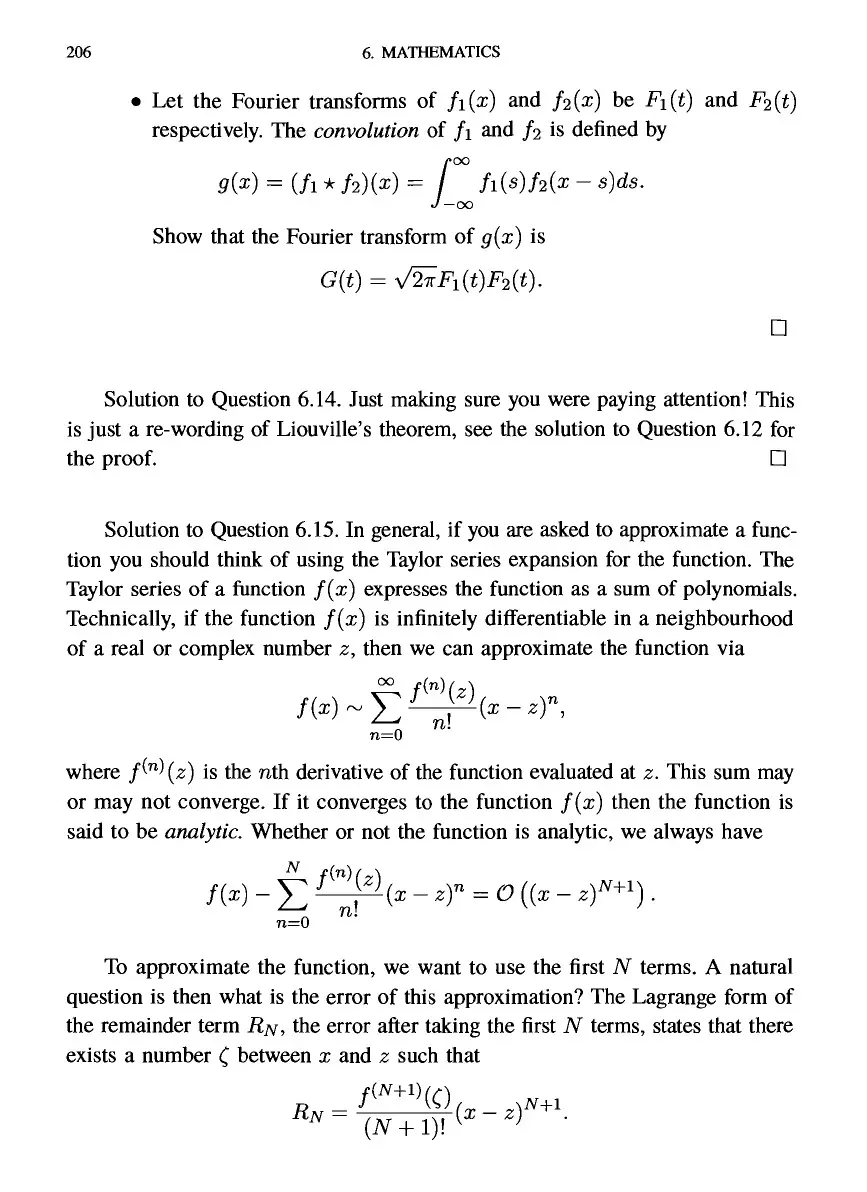 206 6. MATHEMATICS
• Let the Fourier transforms of f₁(x) and f₂(x) be F₁(t) and F₂(t)
respectively. The convolution of f₁ and f₂ is defined by
g(x) = (f₁ ⋆ f₂)(x) = ∫_{-∞}^{∞} f₁(s)f₂(x − s)ds.
Show that the Fourier transform of g(x) is
G(t) = √(2π)F₁(t)F₂(t).
□
Solution to Question 6.14. Just making sure you were paying attention! This
is just a re-wording of Liouville's theorem, see the solution to Question 6.12 for
the proof. □
Solution to Question 6.15. In general, if you are asked to approximate a func-
tion you should think of using the Taylor series expansion for the function. The
Taylor series of a function f(x) expresses the function as a sum of polynomials.
Technically, if the function f(x) is infinitely differentiable in a neighbourhood
of a real or complex number z, then we can approximate the function via
f(x) ~ ∑_{n=0}^{∞} f^{(n)}(z)/n! (x − z)^n,
where f^{(n)}(z) is the nth derivative of the function evaluated at z. This sum may
or may not converge. If it converges to the function f(x) then the function is
said to be analytic. Whether or not the function is analytic, we always have
f(x) − ∑_{n=0}^{N} f^{(n)}(z)/n! (x − z)^n = O((x − z)^{N+1}).
To approximate the function, we want to use the first N terms. A natural
question is then what is the error of this approximation? The Lagrange form of
the remainder term R_N, the error after taking the first N terms, states that there
exists a number ζ between x and z such that
R_N = f^{(N+1)}(ζ)/(N + 1)! (x − z)^{N+1}.